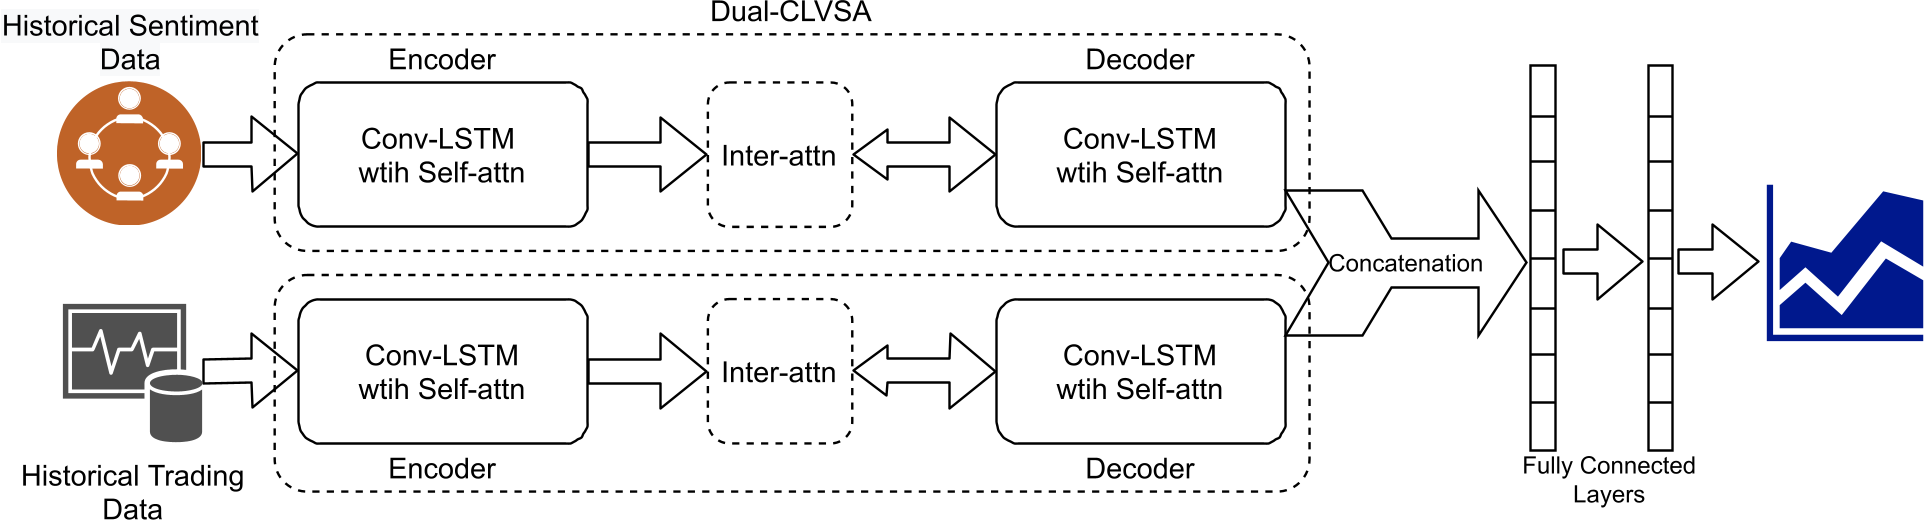 Dual-CLVSA
Historical Sentiment
Data
Encoder
Conv-LSTM
wtih Self-attn
Inter-attn
Decoder
Conv-LSTM
wtih Self-attn
Historical Trading
Data
Conv-LSTM
wtih Self-attn
Encoder
Inter-attn
Conv-LSTM
wtih Self-attn
Decoder
Concatenation
Fully Connected
Layers